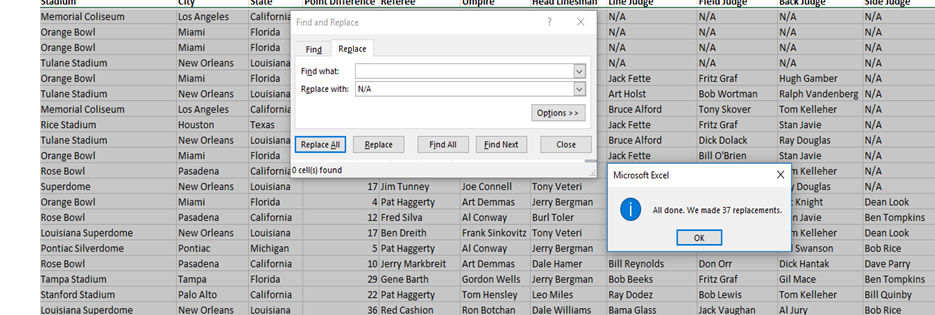 Stadium City State Point Difference Referee Umpire Head Linesman Line Judge Field Judge Back Judge Side Judge
Memorial Coliseum Los Angeles California N/A N/A N/A N/A
Orange Bowl Miami Florida N/A N/A N/A N/A
Orange Bowl Miami Florida N/A N/A N/A N/A
Tulane Stadium New Orleans Louisiana N/A N/A N/A N/A
Orange Bowl Miami Florida Jack Fette Fritz Graf Hugh Gamber N/A
Tulane Stadium New Orleans Louisiana Art Holst Bob Wortman Ralph Vandenberg N/A
Memorial Coliseum Los Angeles California Bruce Alford Tony Skover Tom Kelleher N/A
Rice Stadium Houston Texas Jack Fette Fritz Graf Stan Javie N/A
Tulane Stadium New Orleans Louisiana Bruce Alford Dick Dolack Ray Douglas N/A
Orange Bowl Miami Florida Jack Fette Bill O'Brien Stan Javie N/A
Rose Bowl Pasadena California Tom Kelleher N/A
Superdome New Orleans Louisiana 17 Jim Tunney Joe Connell Tony Veteri Douglas N/A
Orange Bowl Miami Florida 4 Pat Haggerty Art Demmas Jerry Bergman Knight Dean Look
Rose Bowl Pasadena California 12 Fred Silva Al Conway Burl Toler Javie Ben Tompkins
Louisiana Superdome New Orleans Louisiana 17 Ben Dreith Frank Sinkovitz Tony Veteri Kelleher Dean Look
Pontiac Silverdome Pontiac Michigan 5 Pat Haggerty Al Conway Jerry Bergman Swanson Bob Rice
Rose Bowl Pasadena California 10 Jerry Markbreit Art Demmas Dale Hamer Bill Reynolds Don Orr Dick Hantak Dave Parry
Tampa Stadium Tampa Florida 29 Gene Barth Gordon Wells Jerry Bergman Bob Beeks Fritz Graf Gil Mace Ben Tompkins
Stanford Stadium Palo Alto California 22 Pat Haggerty Tom Hensley Leo Miles Ray Dodez Bob Lewis Tom Kelleher Bill Quinby
Louisiana Superdome New Orleans Louisiana 36 Red Cashion Ron Botchan Dale Williams Bama Glass Jack Vaughan Al Jury Bob Rice
Find and Replace ? ×
Find Replace
Find what:
Replace with: N/A
Options >>
Replace All Replace Find All Find Next Close
0 cell(s) found
Microsoft Excel ×
All done. We made 37 replacements.
OK